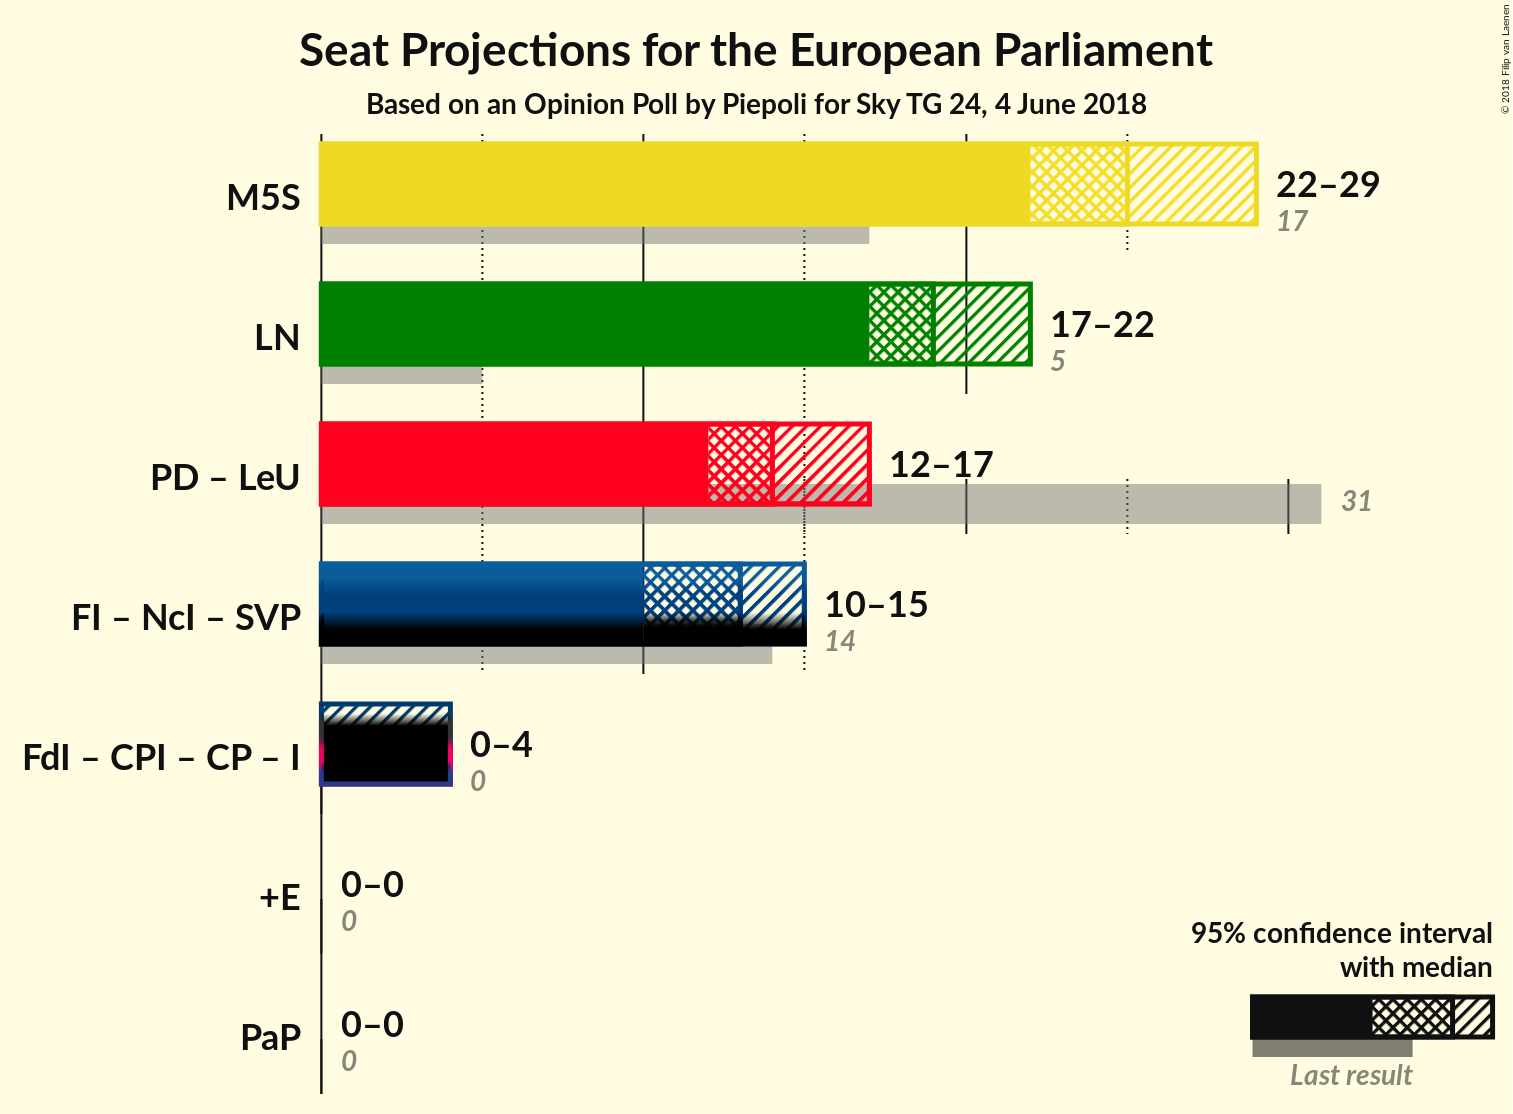 Seat Projections for the European Parliament
Based on an Opinion Poll by Piepoli for Sky TG 24, 4 June 2018
© 2018 Filip van Laenen
M5S
22–29
17
LN
17–22
5
PD – LeU
12–17
31
FI – NcI – SVP
10–15
14
FdI – CPI – CP – I
0–4
0
+E
0–0
0
PaP
0–0
0
95% confidence interval
with median
Last result